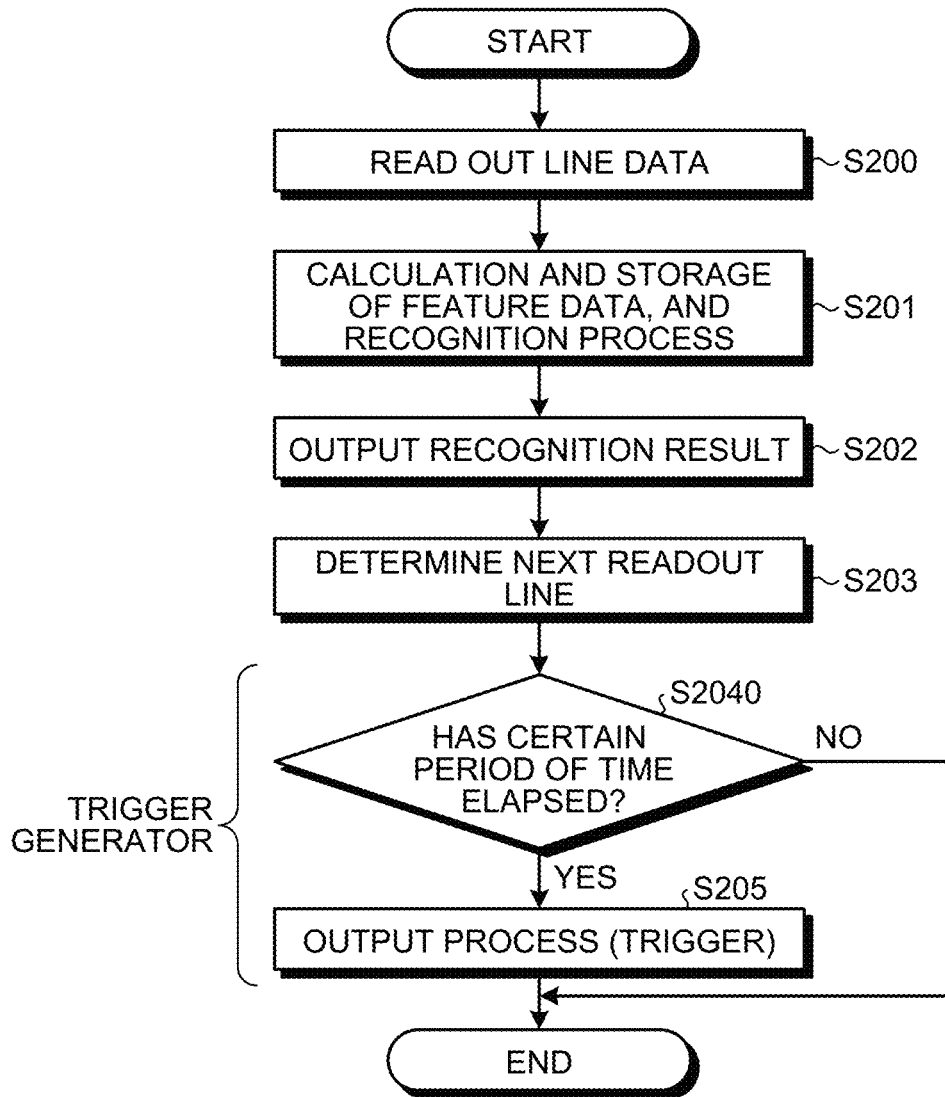 START
READ OUT LINE DATA
S200
CALCULATION AND STORAGE
OF FEATURE DATA, AND
RECOGNITION PROCESS
S201
OUTPUT RECOGNITION RESULT
S202
DETERMINE NEXT READOUT
LINE
S203
S2040
HAS CERTAIN
PERIOD OF TIME
ELAPSED?
NO
TRIGGER
GENERATOR
YES
S205
OUTPUT PROCESS (TRIGGER)
END